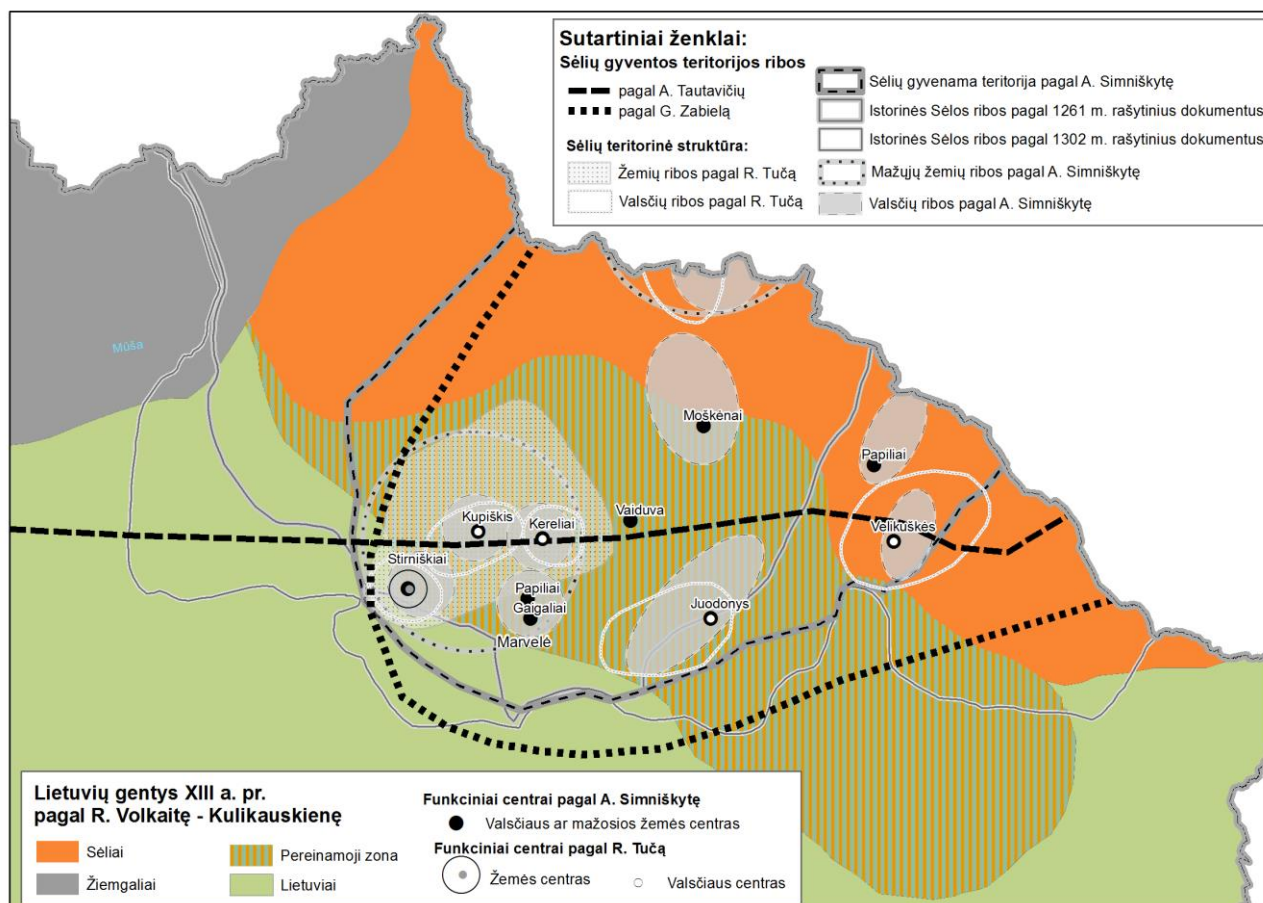 Sutartiniai ženklai:
Sėlių gyventos teritorijos ribos
pagal A. Tautavičių
pagal G. Zabielą
Sėlių teritorinė struktūra:
Žemių ribos pagal R. Tučą
Valsčių ribos pagal R. Tučą
Sėlių gyvenama teritorija pagal A. Simniškytę
Istorinės Sėlos ribos pagal 1261 m. rašytinius dokumentus
Istorinės Sėlos ribos pagal 1302 m. rašytinius dokumentus
Mažųjų žemių ribos pagal A. Simniškytę
Valsčių ribos pagal A. Simniškytę
Mūša
Moškėnai
Papiliai
Vaiduva
Kupiškis
Kereliai
Velikuškės
Stirniškiai
Papiliai
Gaigaliai
Juodonys
Marvelė
Lietuvių gentys XIII a. pr.
pagal R. Volkaitę - Kulikauskienę
Sėliai
Žiemgaliai
Pereinamoji zona
Lietuviai
Funkciniai centrai pagal A. Simniškytę
Valsčiaus ar mažosios žemės centras
Funkciniai centrai pagal R. Tučą
Žemės centras
Valsčiaus centras